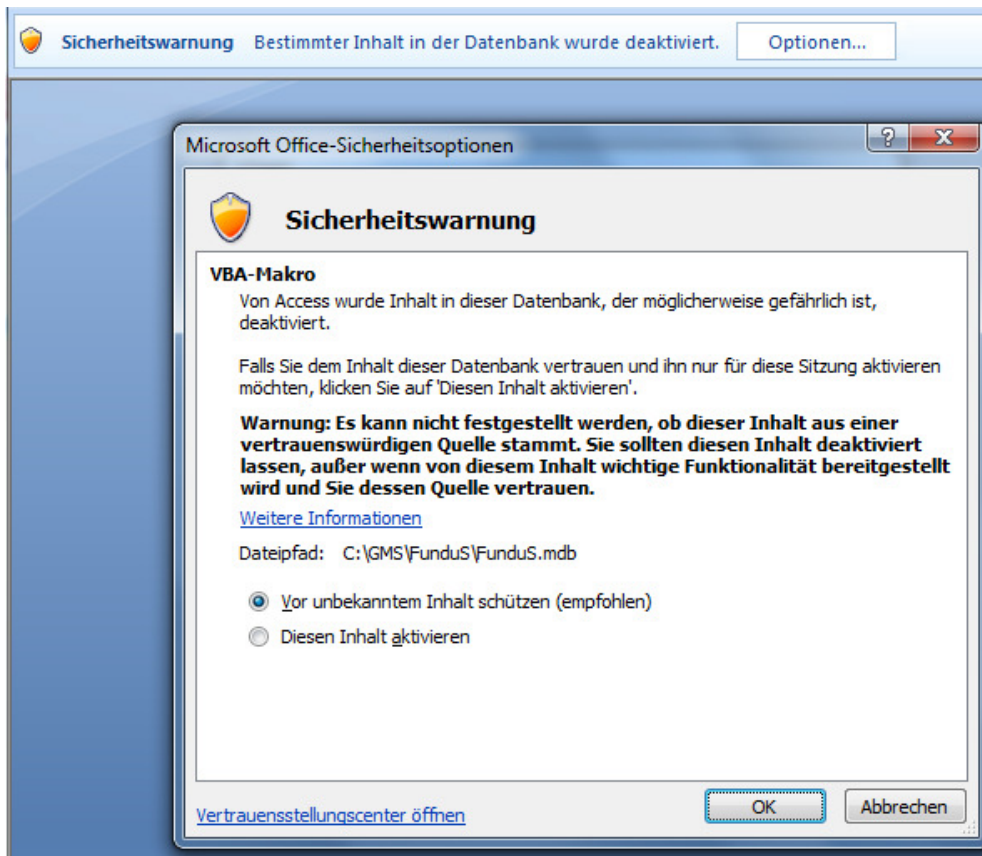 Sicherheitswarnung Bestimmter Inhalt in der Datenbank wurde deaktiviert. Optionen...
Microsoft Office-Sicherheitsoptionen
Sicherheitswarnung
VBA-Makro
Von Access wurde Inhalt in dieser Datenbank, der möglicherweise gefährlich ist,
deaktiviert.
Falls Sie dem Inhalt dieser Datenbank vertrauen und ihn nur für diese Sitzung aktivieren
möchten, klicken Sie auf 'Diesen Inhalt aktivieren'.
Warnung: Es kann nicht festgestellt werden, ob dieser Inhalt aus einer
vertrauenswürdigen Quelle stammt. Sie sollten diesen Inhalt deaktiviert
lassen, außer wenn von diesem Inhalt wichtige Funktionalität bereitgestellt
wird und Sie dessen Quelle vertrauen.
Weitere Informationen
Dateipfad: C:\GMS\FunduS\FunduS.mdb
Vor unbekanntem Inhalt schützen (empfohlen)
Diesen Inhalt aktivieren
Vertrauensstellungscenter öffnen OK Abbrechen